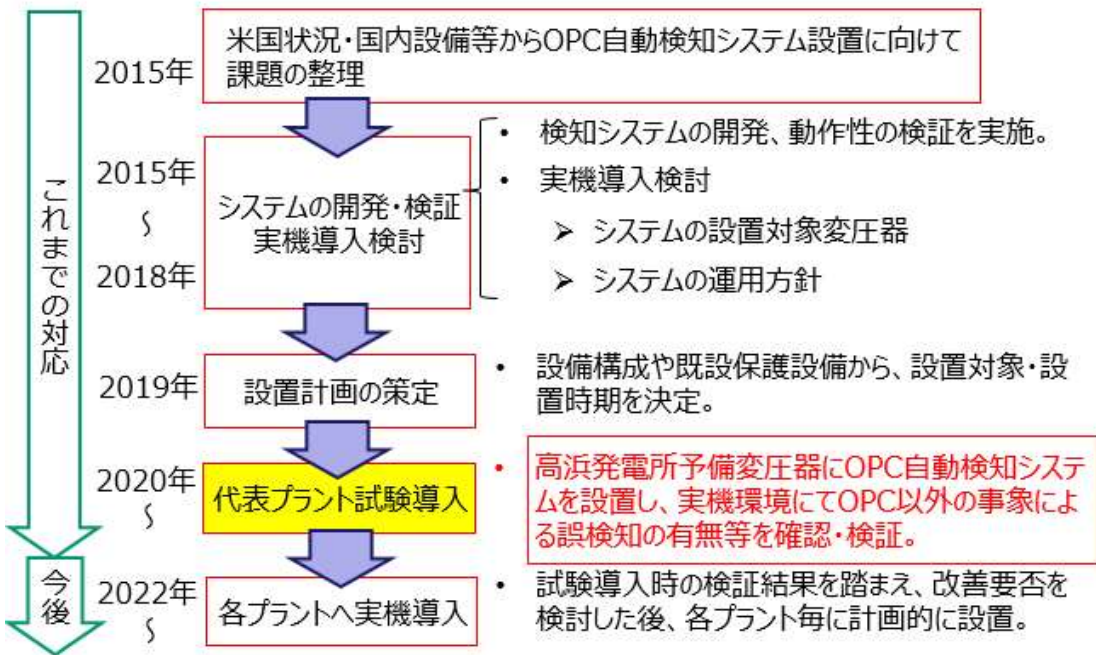 米国状況・国内設備等からOPC自動検知システム設置に向けて
課題の整理
2015年
これまでの対応
2015年
～
2018年
システムの開発・検証
実機導入検討
• 検知システムの開発、動作性の検証を実施。
• 実機導入検討
➢ システムの設置対象変圧器
➢ システムの運用方針
2019年
設置計画の策定
• 設備構成や既設保護設備から、設置対象・設
置時期を決定。
2020年
～
代表プラント試験導入
• 高浜発電所予備変圧器にOPC自動検知システ
ムを設置し、実機環境にてOPC以外の事象によ
る誤検知の有無等を確認・検証。
今後
2022年
～
各プラントへ実機導入
• 試験導入時の検証結果を踏まえ、改善要否を
検討した後、各プラント毎に計画的に設置。